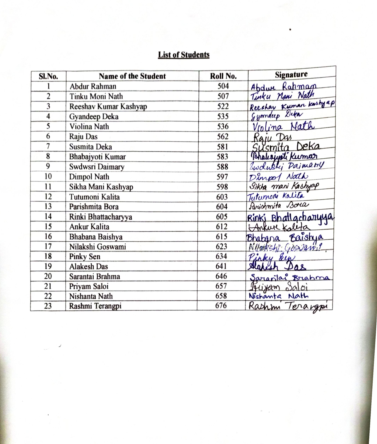 List of Students
Sl.No. Name of the Student Roll No. Signature
1 Abdur Rahman 504 Abdur Rahman
2 Tinku Moni Nath 507 Tinku Moni Nath
3 Reeshav Kumar Kashyap 522 Reeshav Kumar Kashyap
4 Gyandeep Deka 535 Gyandeep Deka
5 Violina Nath 536 Violina Nath
6 Raju Das 562 Raju Das
7 Susmita Deka 581 Susmita Deka
8 Bhabajyoti Kumar 583 Bhabajyoti Kumar
9 Swdwsri Daimary 588 Swdwsri Daimary
10 Dimpol Nath 597 Dimpol Nath
11 Sikha Mani Kashyap 598 Sikha mani Kashyap
12 Tutumoni Kalita 603 Tutumoni Kalita
13 Parishmita Bora 604 Parishmita Bora
14 Rinki Bhattacharyya 605 Rinki Bhattacharyya
15 Ankur Kalita 612 Ankur Kalita
16 Bhabana Baishya 615 Bhabana Baishya
17 Nilakshi Goswami 623 Nilakshi Goswami.
18 Pinky Sen 634 Pinky Sen
19 Alakesh Das 641 Alakesh Das
20 Sarantai Brahma 646 Sarantai Brahma
21 Priyam Saloi 657 Priyam Saloi
22 Nishanta Nath 658 Nishanta Nath
23 Rashmi Terangpi 676 Rashmi Terangpi